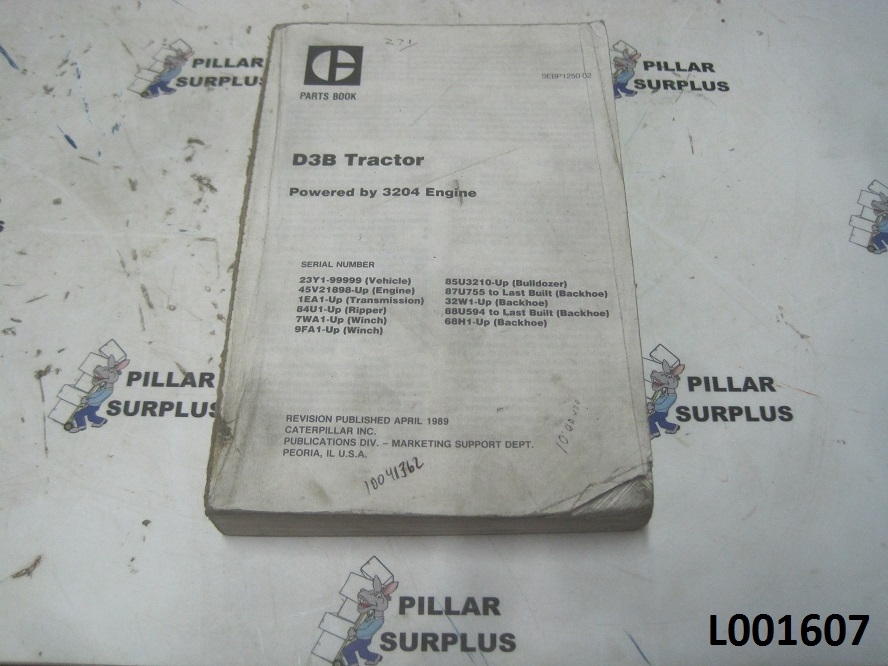 PILLAR
SURPLUS
PILLAR
SURPLUS
271
SEBP1250-02
PARTS BOOK
D3B Tractor
Powered by 3204 Engine
SERIAL NUMBER
23Y1-99999 (Vehicle)
45V21898-Up (Engine)
1EA1-Up (Transmission)
84U1-Up (Ripper)
7WA1-Up (Winch)
9FA1-Up (Winch)
85U3210-Up (Bulldozer)
87U755 to Last Built (Backhoe)
32W1-Up (Backhoe)
88U594 to Last Built (Backhoe)
68H1-Up (Backhoe)
PILLAR
SURPLUS
PILLAR
SURPLUS
REVISION PUBLISHED APRIL 1989
CATERPILLAR INC.
PUBLICATIONS DIV. – MARKETING SUPPORT DEPT.
PEORIA, IL U.S.A.
10041362
PILLAR
SURPLUS
L001607